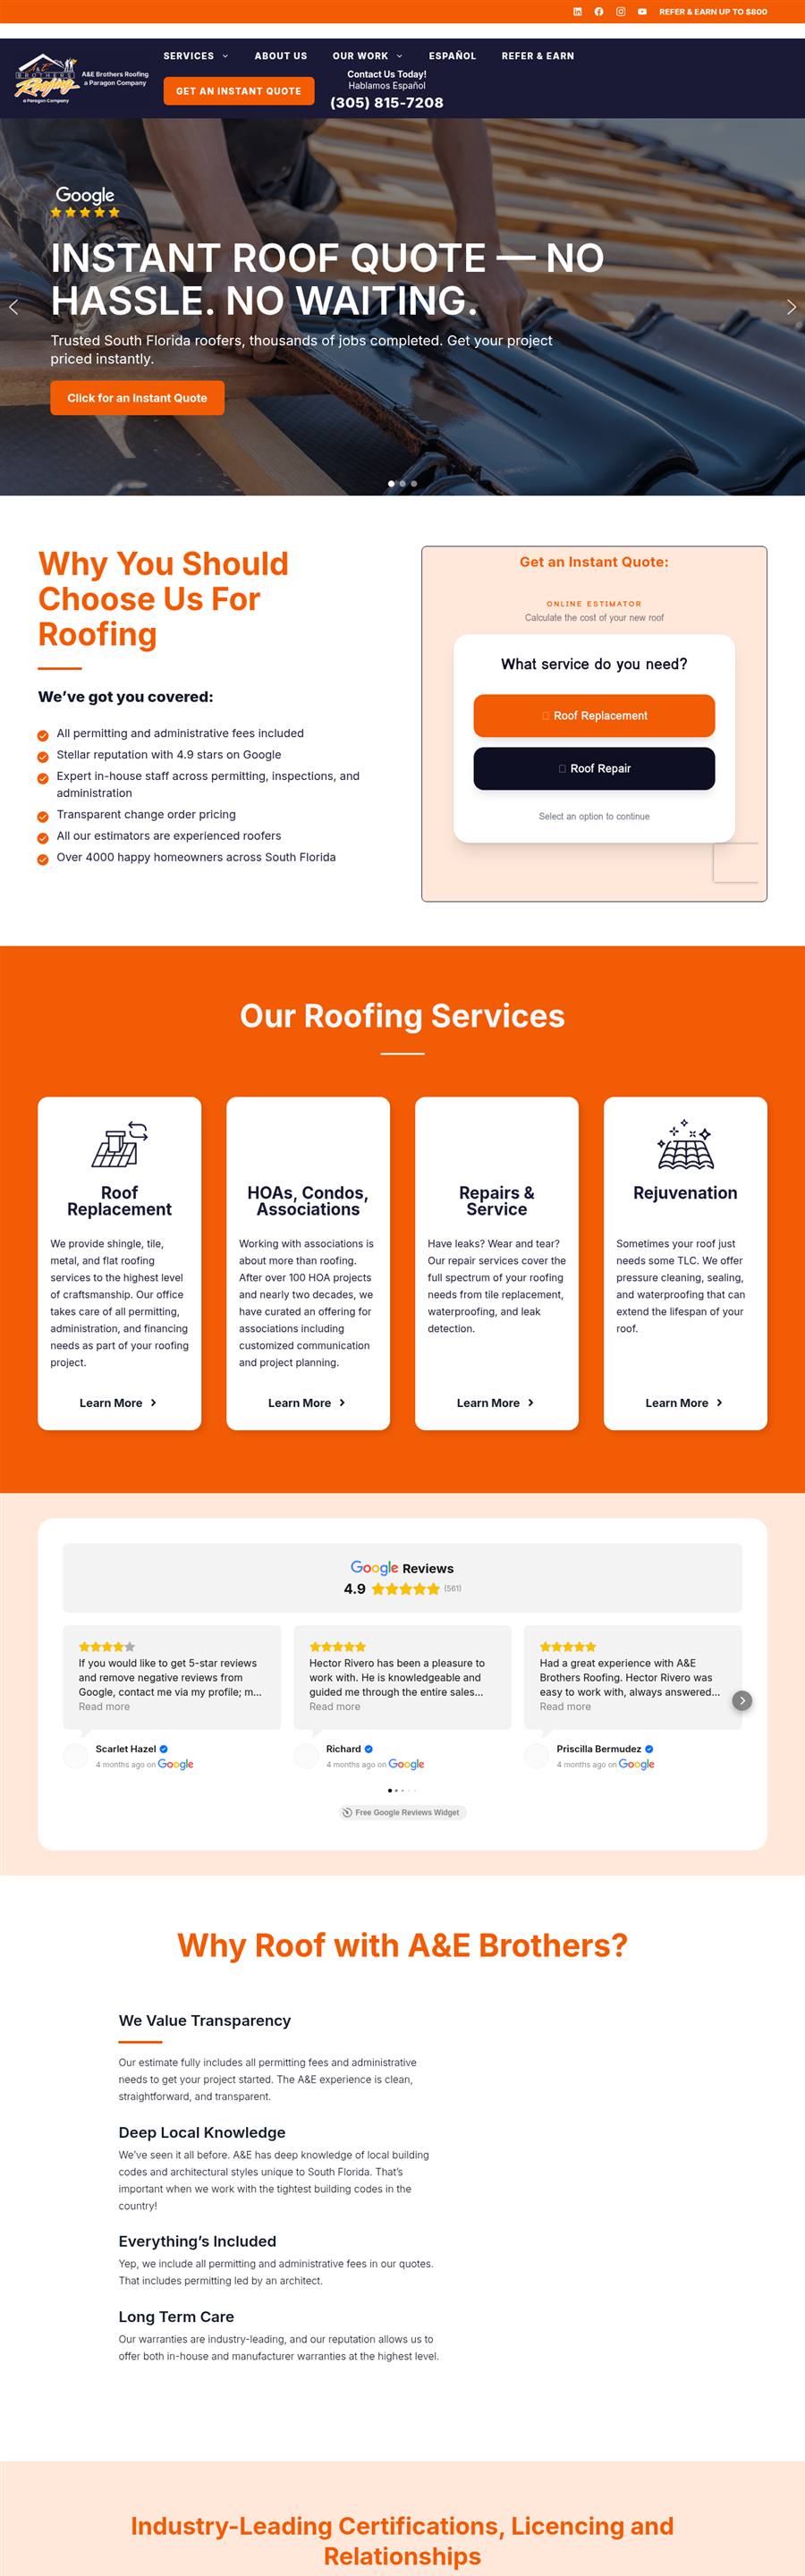 REFER & EARN UP TO $800
A&E
BROTHERS
Roofing
a Paragon Company
A&E Brothers Roofing
a Paragon Company
SERVICES
ABOUT US
OUR WORK
ESPAÑOL
REFER & EARN
GET AN INSTANT QUOTE
Contact Us Today!
Hablamos Español
(305) 815-7208
Google
INSTANT ROOF QUOTE — NO
HASSLE. NO WAITING.
Trusted South Florida roofers, thousands of jobs completed. Get your project
priced instantly.
Click for an Instant Quote
Why You Should
Choose Us For
Roofing
We’ve got you covered:
All permitting and administrative fees included
Stellar reputation with 4.9 stars on Google
Expert in-house staff across permitting, inspections, and
administration
Transparent change order pricing
All our estimators are experienced roofers
Over 4000 happy homeowners across South Florida
Get an Instant Quote:
ONLINE ESTIMATOR
Calculate the cost of your new roof
What service do you need?
Roof Replacement
Roof Repair
Select an option to continue
Our Roofing Services
Roof
Replacement
We provide shingle, tile,
metal, and flat roofing
services to the highest level
of craftsmanship. Our office
takes care of all permitting,
administration, and financing
needs as part of your roofing
project.
Learn More
HOAs, Condos,
Associations
Working with associations is
about more than roofing.
After over 100 HOA projects
and nearly two decades, we
have curated an offering for
associations including
customized communication
and project planning.
Learn More
Repairs &
Service
Have leaks? Wear and tear?
Our repair services cover the
full spectrum of your roofing
needs from tile replacement,
waterproofing, and leak
detection.
Learn More
Rejuvenation
Sometimes your roof just
needs some TLC. We offer
pressure cleaning, sealing,
and waterproofing that can
extend the lifespan of your
roof.
Learn More
Google Reviews
4.9 (561)
If you would like to get 5-star reviews
and remove negative reviews from
Google, contact me via my profile; m...
Read more
Scarlet Hazel
4 months ago on Google
Hector Rivero has been a pleasure to
work with. He is knowledgeable and
guided me through the entire sales...
Read more
Richard
4 months ago on Google
Had a great experience with A&E
Brothers Roofing. Hector Rivero was
easy to work with, always answered...
Read more
Priscilla Bermudez
4 months ago on Google
Free Google Reviews Widget
Why Roof with A&E Brothers?
We Value Transparency
Our estimate fully includes all permitting fees and administrative
needs to get your project started. The A&E experience is clean,
straightforward, and transparent.
Deep Local Knowledge
We’ve seen it all before. A&E has deep knowledge of local building
codes and architectural styles unique to South Florida. That’s
important when we work with the tightest building codes in the
country!
Everything’s Included
Yep, we include all permitting and administrative fees in our quotes.
That includes permitting led by an architect.
Long Term Care
Our warranties are industry-leading, and our reputation allows us to
offer both in-house and manufacturer warranties at the highest level.
Industry-Leading Certifications, Licencing and
Relationships